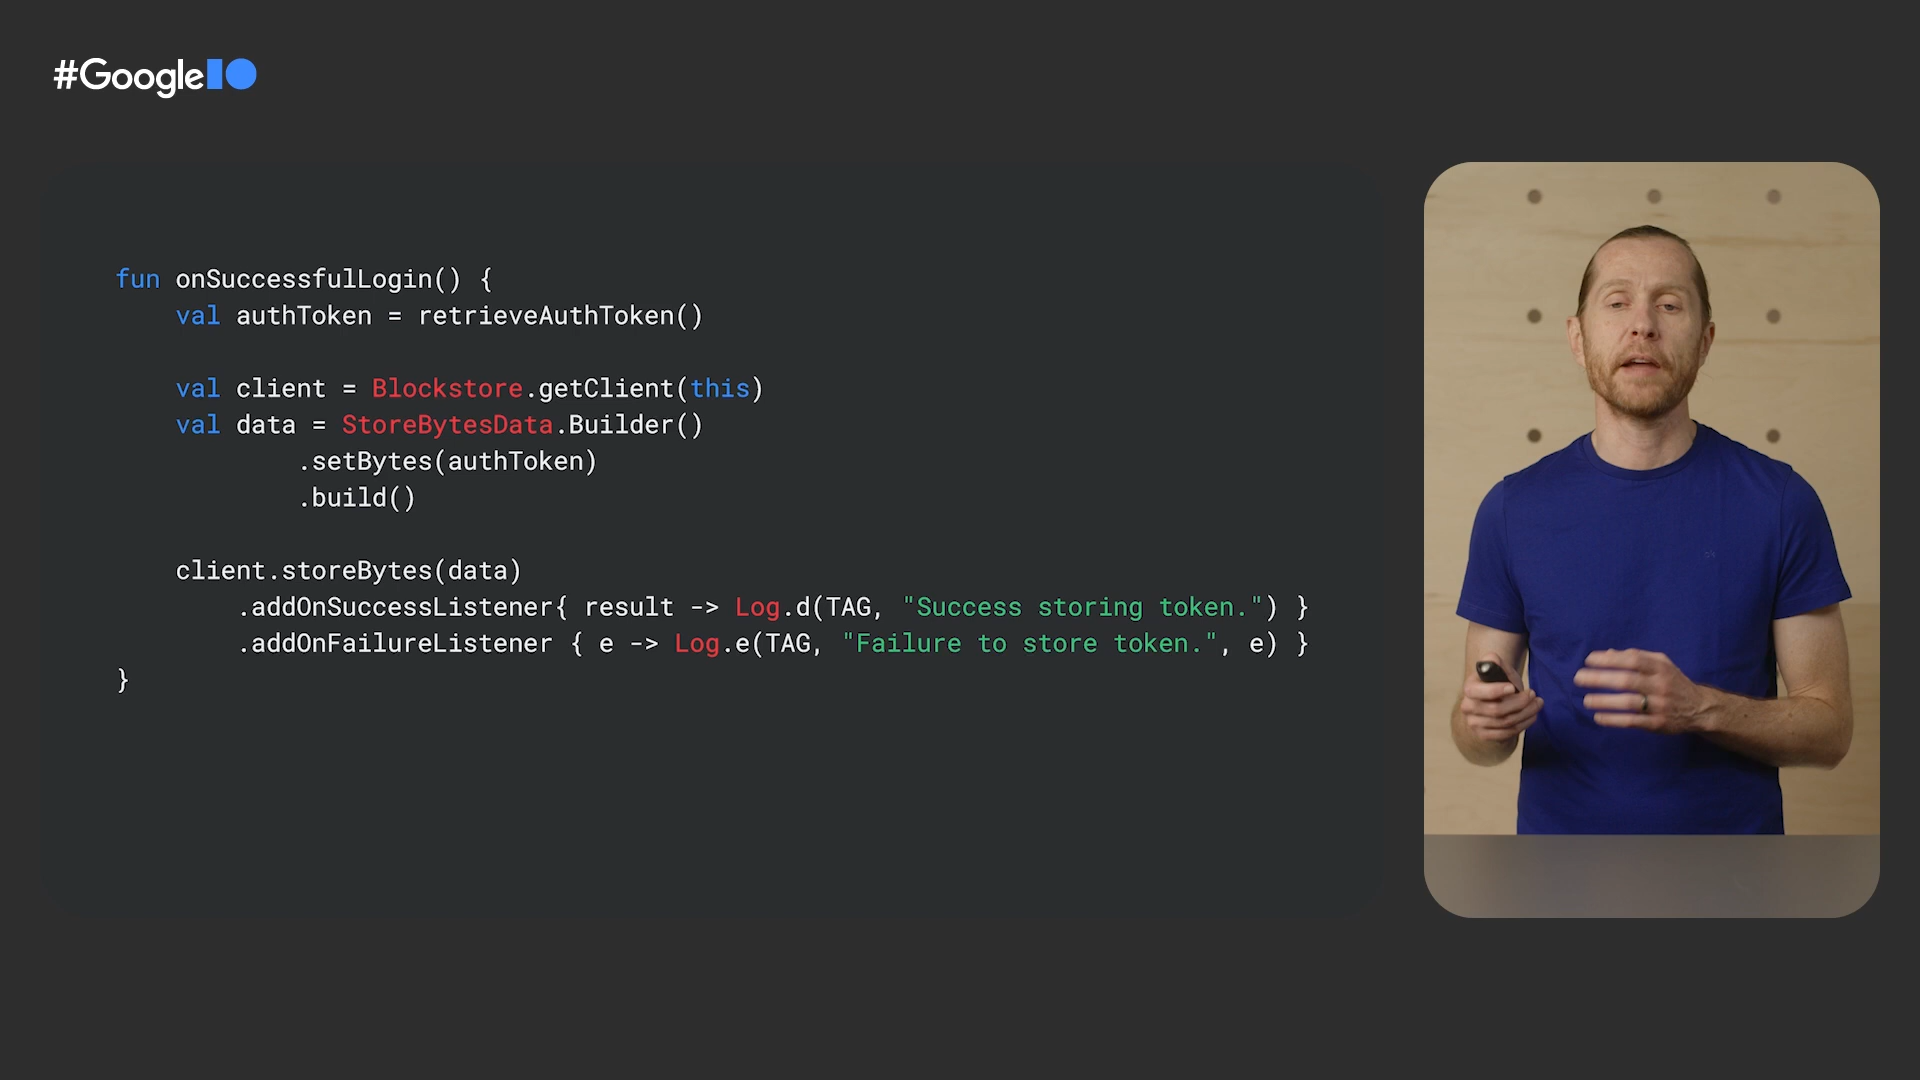 #Google
fun onSuccessfulLogin() {
    val authToken = retrieveAuthToken()
    val client = Blockstore.getClient(this)
    val data = StoreBytesData.Builder()
            .setBytes(authToken)
            .build()
    client.storeBytes(data)
        .addOnSuccessListener{ result -> Log.d(TAG, "Success storing token.") }
        .addOnFailureListener { e -> Log.e(TAG, "Failure to store token.", e) }
}